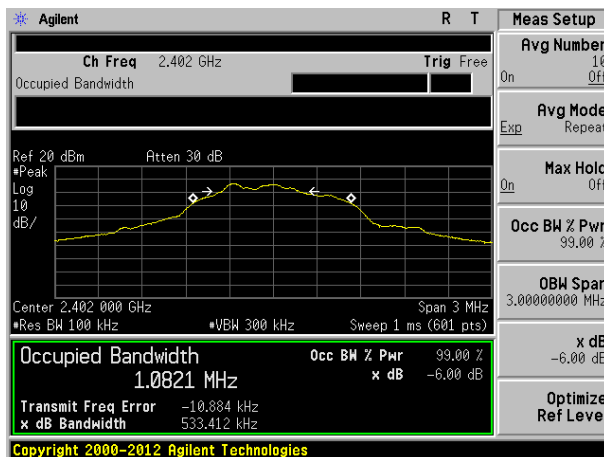 Agilent R T Meas Setup
Ch Freq 2.402 GHz Trig Free
Occupied Bandwidth
Ref 20 dBm Atten 30 dB
#Peak
Log
10
dB/
Center 2.402 000 GHz Span 3 MHz
#Res BW 100 kHz #VBW 300 kHz Sweep 1 ms (601 pts)
Occupied Bandwidth Occ BW % Pwr 99.00 %
1.0821 MHz x dB -6.00 dB
Transmit Freq Error -10.884 kHz
x dB Bandwidth 533.412 kHz
Copyright 2000-2012 Agilent Technologies
Avg Number
10
On Off
Avg Mode
Exp Repeat
Max Hold
On Off
Occ BW % Pwr
99.00 %
OBW Span
3.00000000 MHz
x dB
-6.00 dB
Optimize
Ref Level